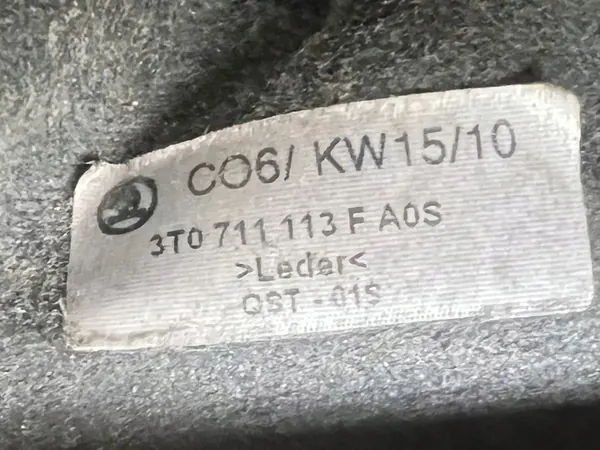 CO6/ KW15/10
3T0 711 113 F A0S
>Leder<
QST - 01S